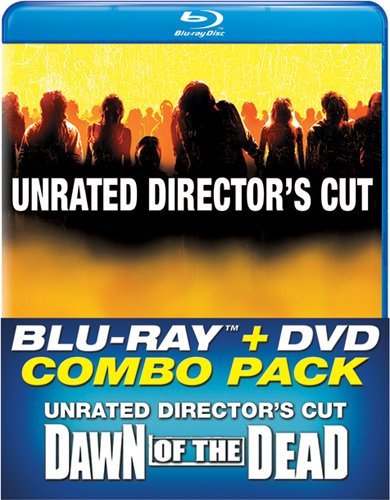 Blu-ray Disc
UNRATED DIRECTOR'S CUT
BLU-RAY™ + DVD
COMBO PACK
UNRATED DIRECTOR'S CUT
DAWN OF THE DEAD